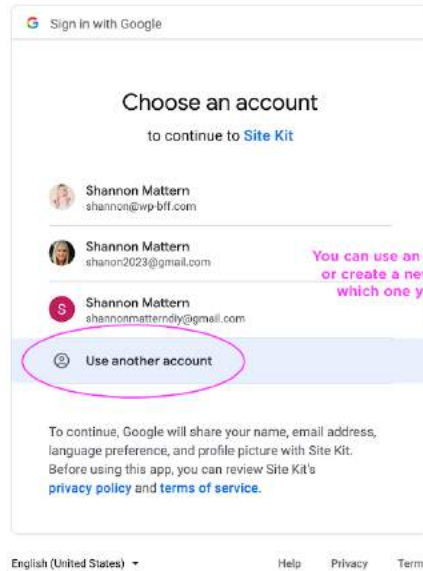 Sign in with Google
Choose an account
to continue to Site Kit
Shannon Mattern
shannon@wp-bff.com
Shannon Mattern
shanon2023@gmail.com
You can use an
or create a ne
which one y
S
Shannon Mattern
shannonmatterndiy@gmail.com
Use another account
To continue, Google will share your name, email address,
language preference, and profile picture with Site Kit.
Before using this app, you can review Site Kit's
privacy policy and terms of service.
English (United States)
Help Privacy Term